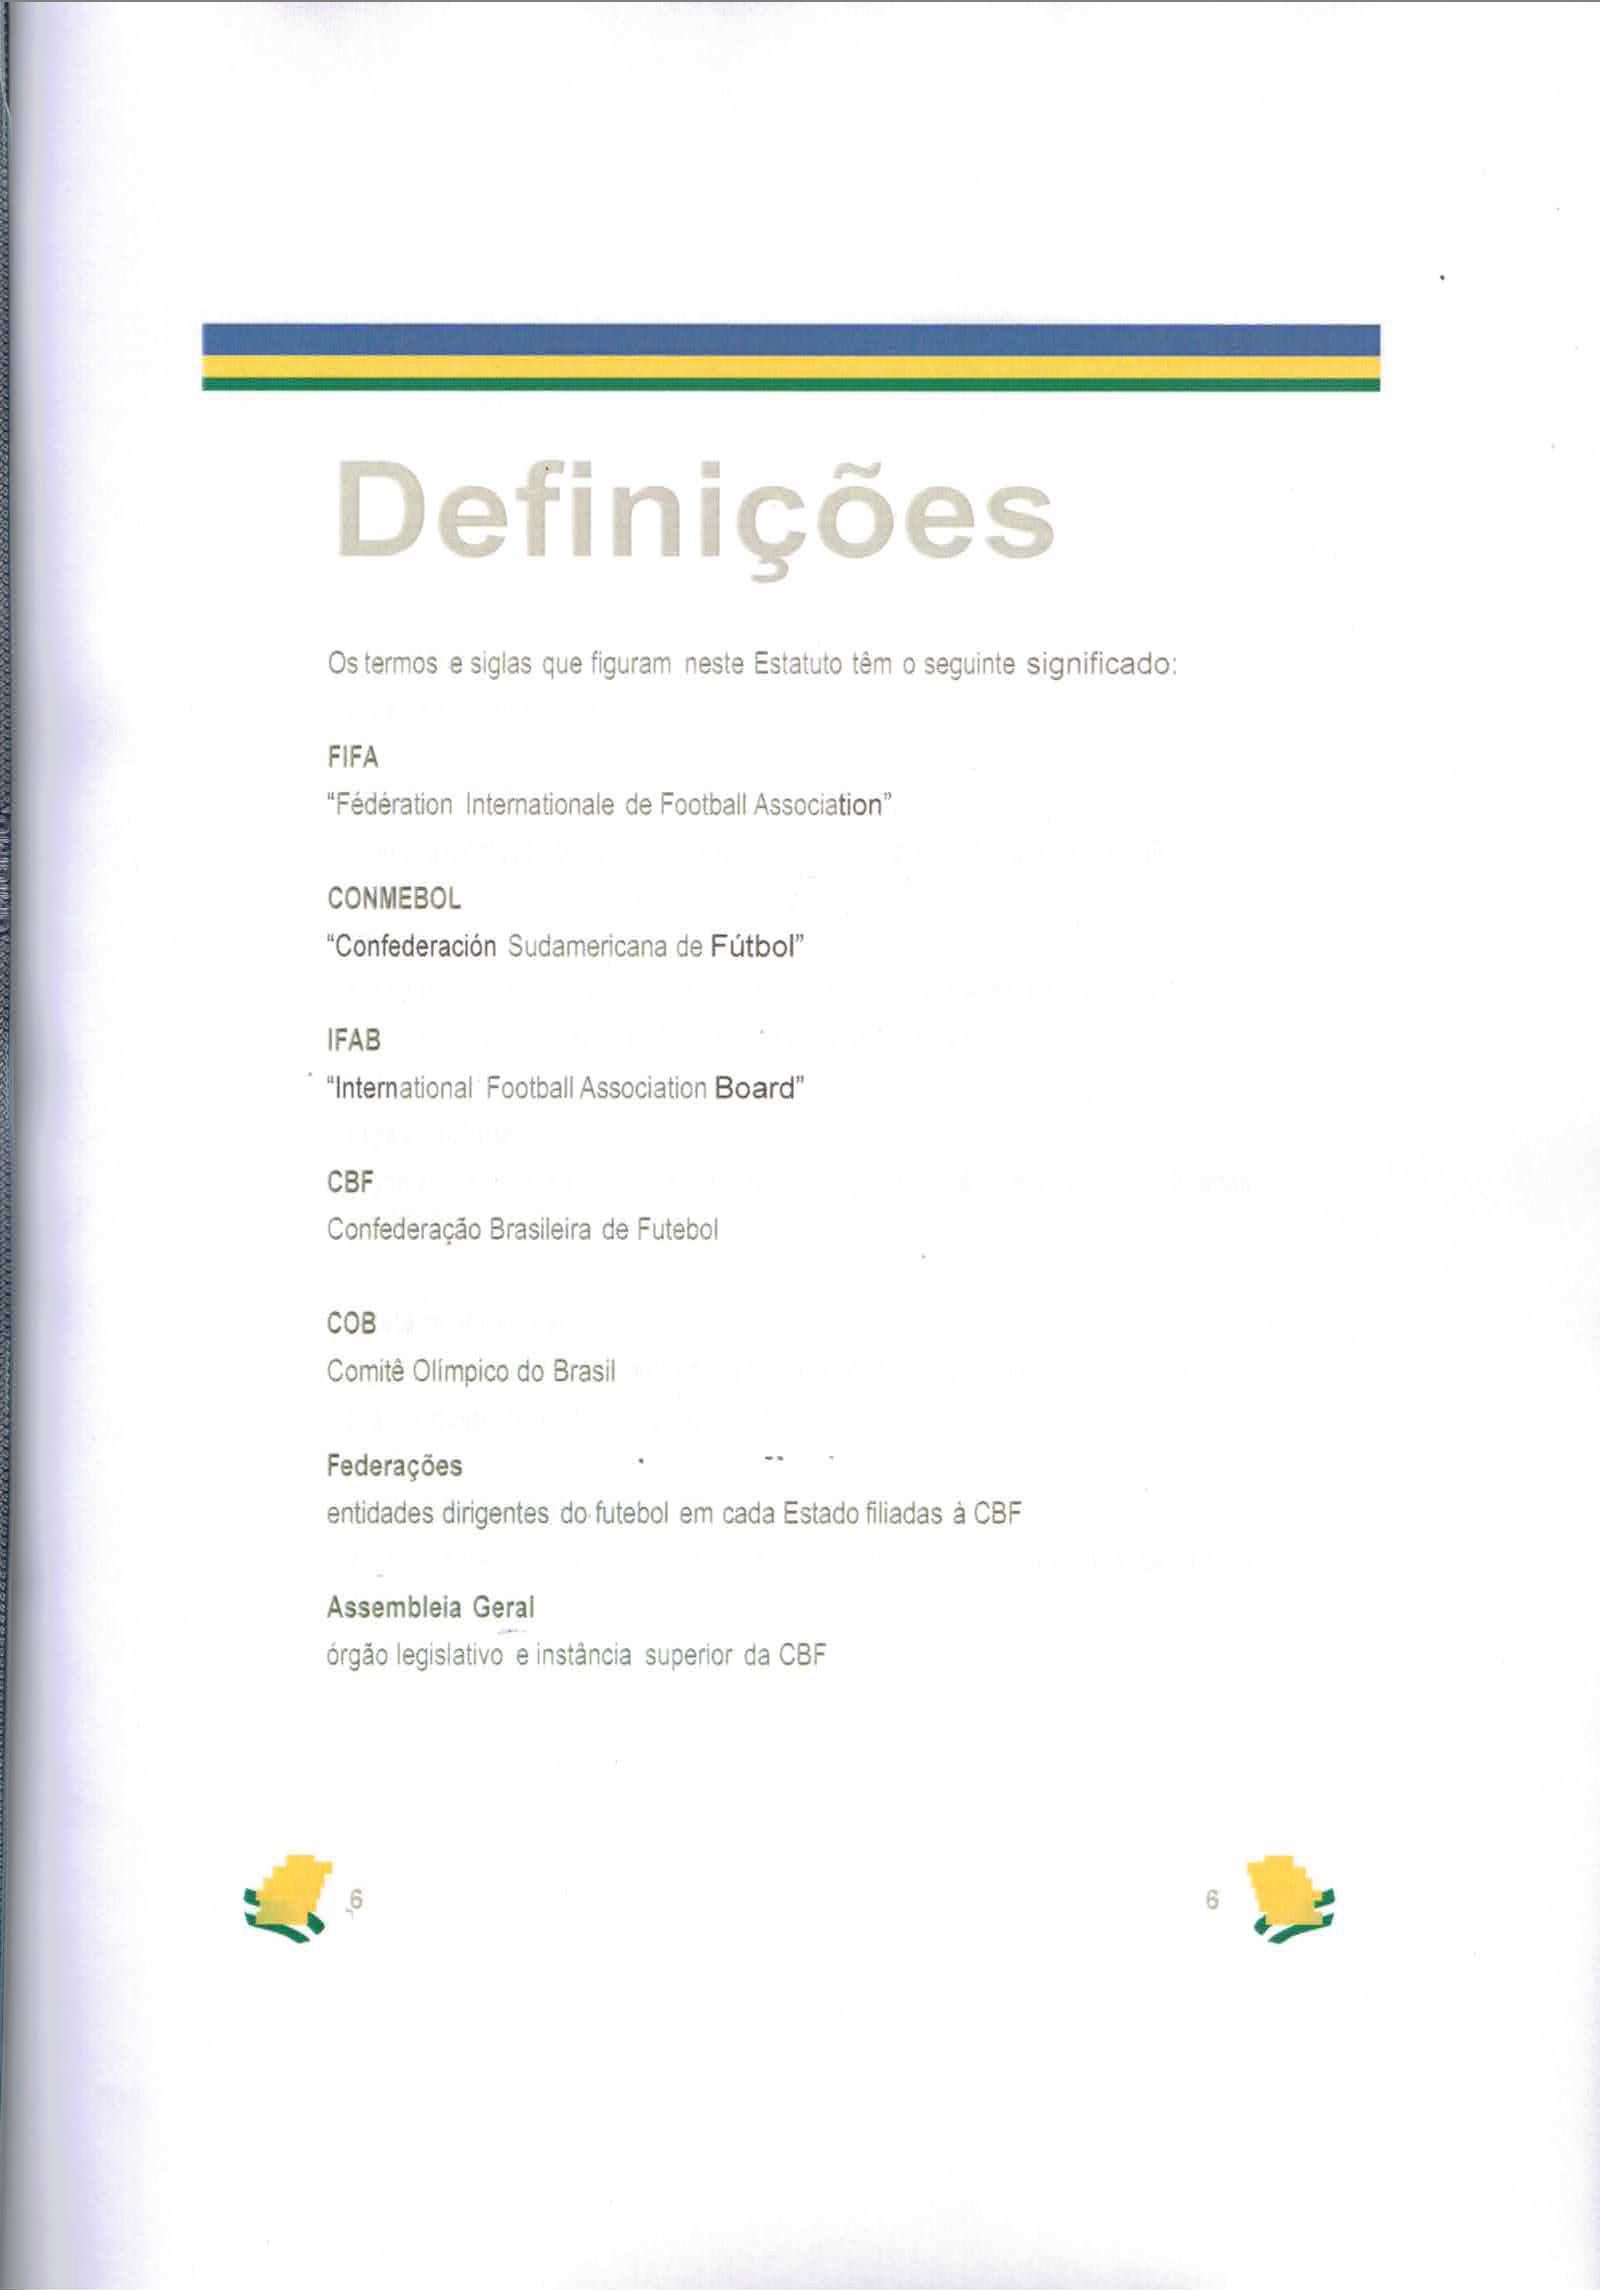 Definições
Os termos e siglas que figuram neste Estatuto têm o seguinte significado:
FIFA
“Fédération Internationale de Football Association”
CONMEBOL
“Confederación Sudamericana de Fútbol”
IFAB
“International Football Association Board”
CBF
Confederação Brasileira de Futebol
COB
Comitê Olímpico do Brasil
Federações
entidades dirigentes do futebol em cada Estado filiadas à CBF
Assembleia Geral
órgão legislativo e instância superior da CBF
6
6